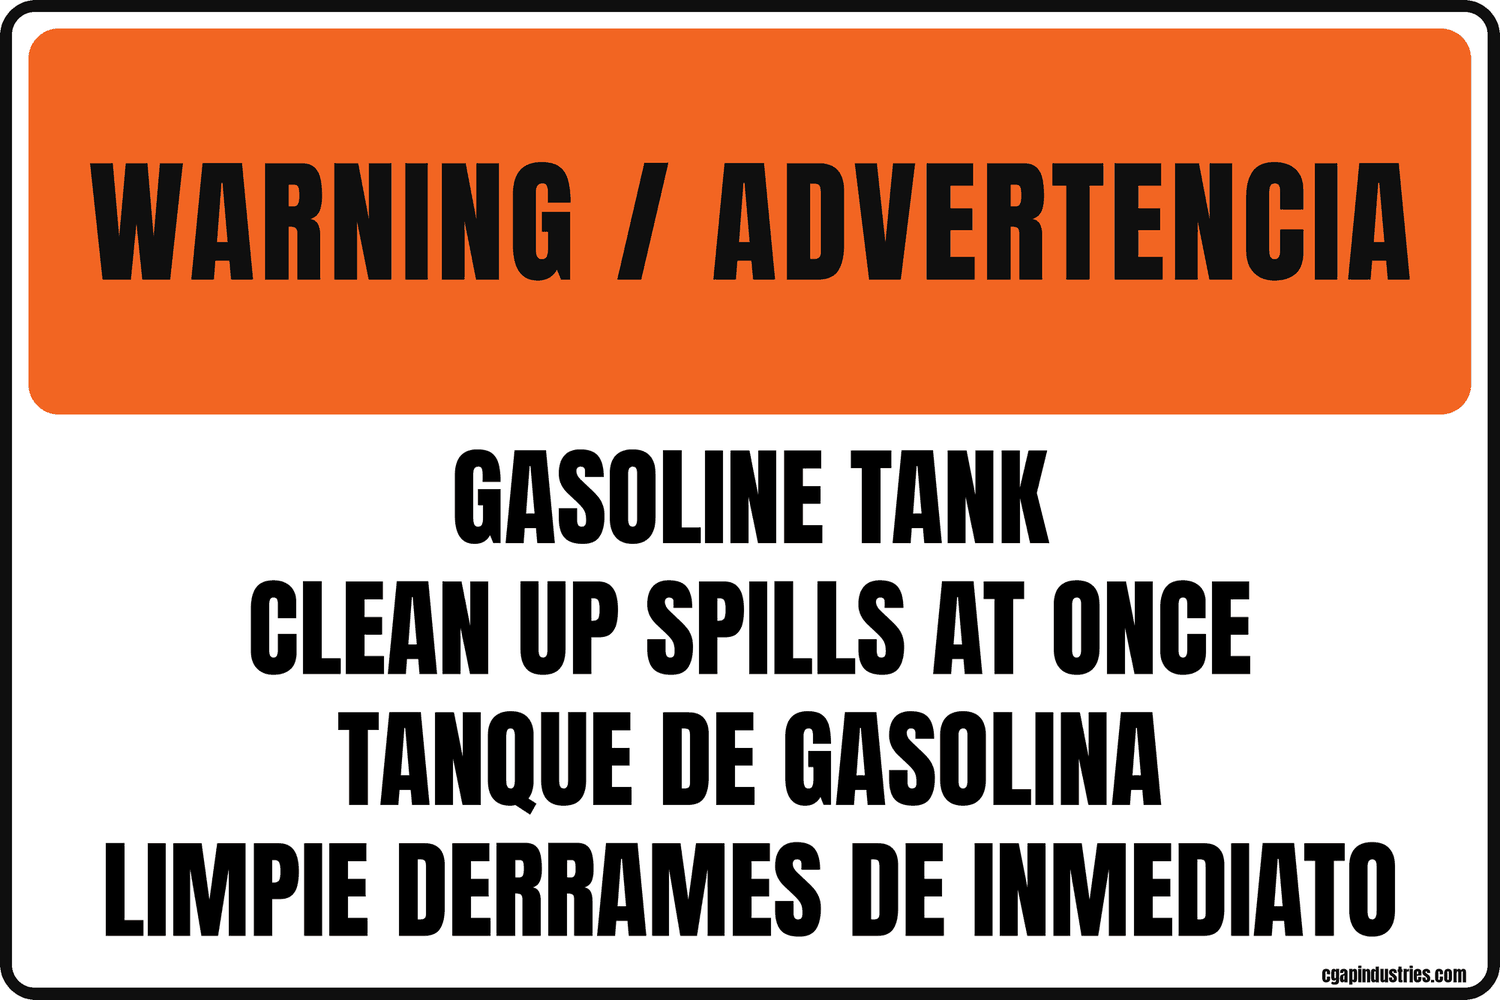 WARNING / ADVERTENCIA
GASOLINE TANK
CLEAN UP SPILLS AT ONCE
TANQUE DE GASOLINA
LIMPIE DERRAMES DE INMEDIATO
cgapindustries.com